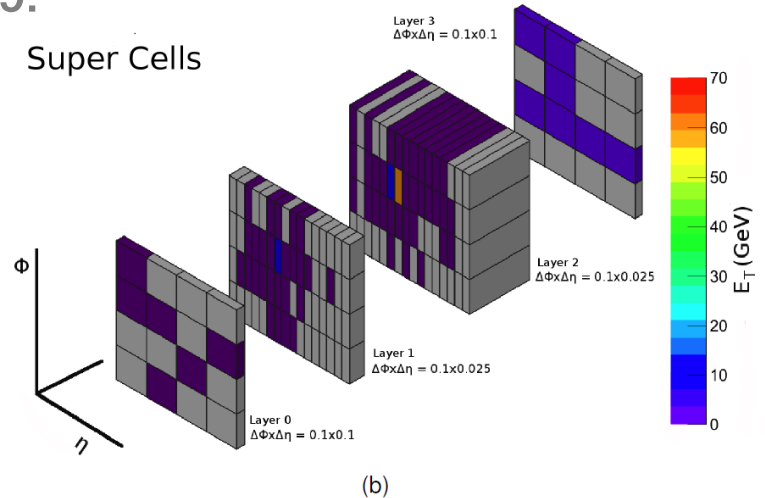 Layer 3
ΔΦxΔη = 0.1x0.1
Super Cells
70
60
50
40
30
20
10
0
E_T (GeV)
Layer 2
ΔΦxΔη = 0.1x0.025
Φ
Layer 1
ΔΦxΔη = 0.1x0.025
Layer 0
ΔΦxΔη = 0.1x0.1
η
(b)